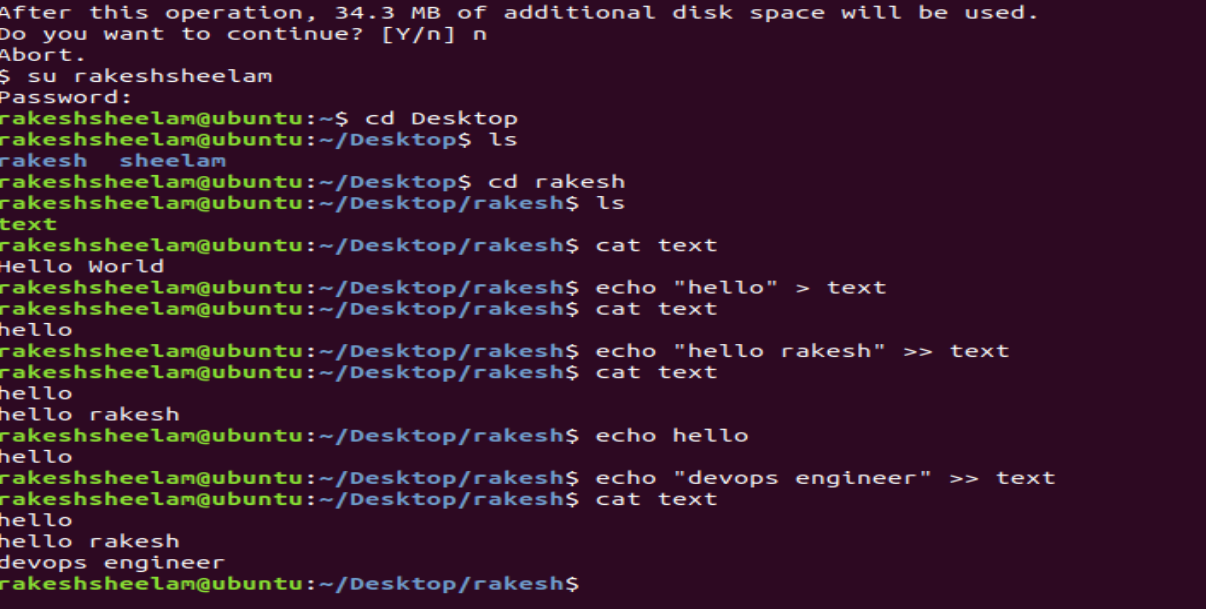 After this operation, 34.3 MB of additional disk space will be used.
Do you want to continue? [Y/n] n
Abort.
$ su rakeshsheelam
Password:
rakeshsheelam@ubuntu:~$ cd Desktop
rakeshsheelam@ubuntu:~/Desktop$ ls
rakesh  sheelam
rakeshsheelam@ubuntu:~/Desktop$ cd rakesh
rakeshsheelam@ubuntu:~/Desktop/rakesh$ ls
text
rakeshsheelam@ubuntu:~/Desktop/rakesh$ cat text
Hello World
rakeshsheelam@ubuntu:~/Desktop/rakesh$ echo "hello" > text
rakeshsheelam@ubuntu:~/Desktop/rakesh$ cat text
hello
rakeshsheelam@ubuntu:~/Desktop/rakesh$ echo "hello rakesh" >> text
rakeshsheelam@ubuntu:~/Desktop/rakesh$ cat text
hello
hello rakesh
rakeshsheelam@ubuntu:~/Desktop/rakesh$ echo hello
hello
rakeshsheelam@ubuntu:~/Desktop/rakesh$ echo "devops engineer" >> text
rakeshsheelam@ubuntu:~/Desktop/rakesh$ cat text
hello
hello rakesh
devops engineer
rakeshsheelam@ubuntu:~/Desktop/rakesh$